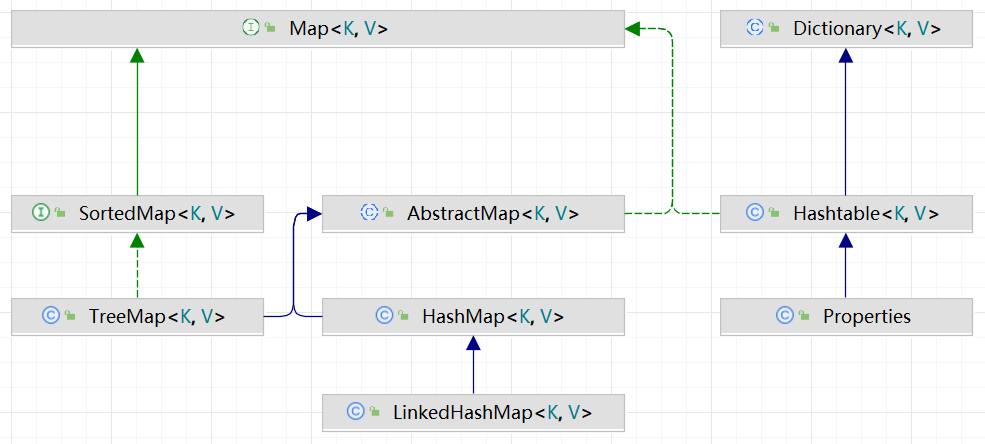 Map<K, V>
Dictionary<K, V>
SortedMap<K, V>
AbstractMap<K, V>
Hashtable<K, V>
TreeMap<K, V>
HashMap<K, V>
Properties
LinkedHashMap<K, V>